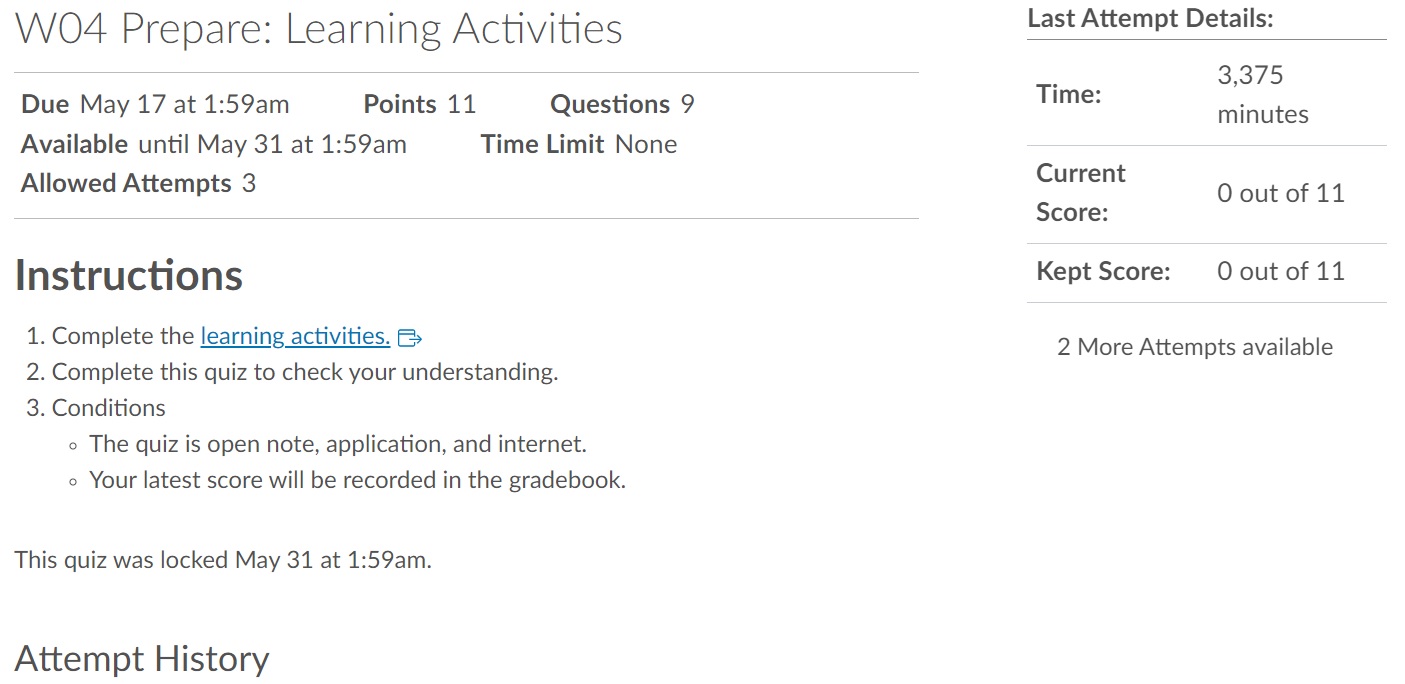 W04 Prepare: Learning Activities
Due May 17 at 1:59am Points 11 Questions 9
Available until May 31 at 1:59am Time Limit None
Allowed Attempts 3
Instructions
1. Complete the learning activities.
2. Complete this quiz to check your understanding.
3. Conditions
◦ The quiz is open note, application, and internet.
◦ Your latest score will be recorded in the gradebook.
This quiz was locked May 31 at 1:59am.
Attempt History
Last Attempt Details:
Time: 3,375
minutes
Current
Score: 0 out of 11
Kept Score: 0 out of 11
2 More Attempts available